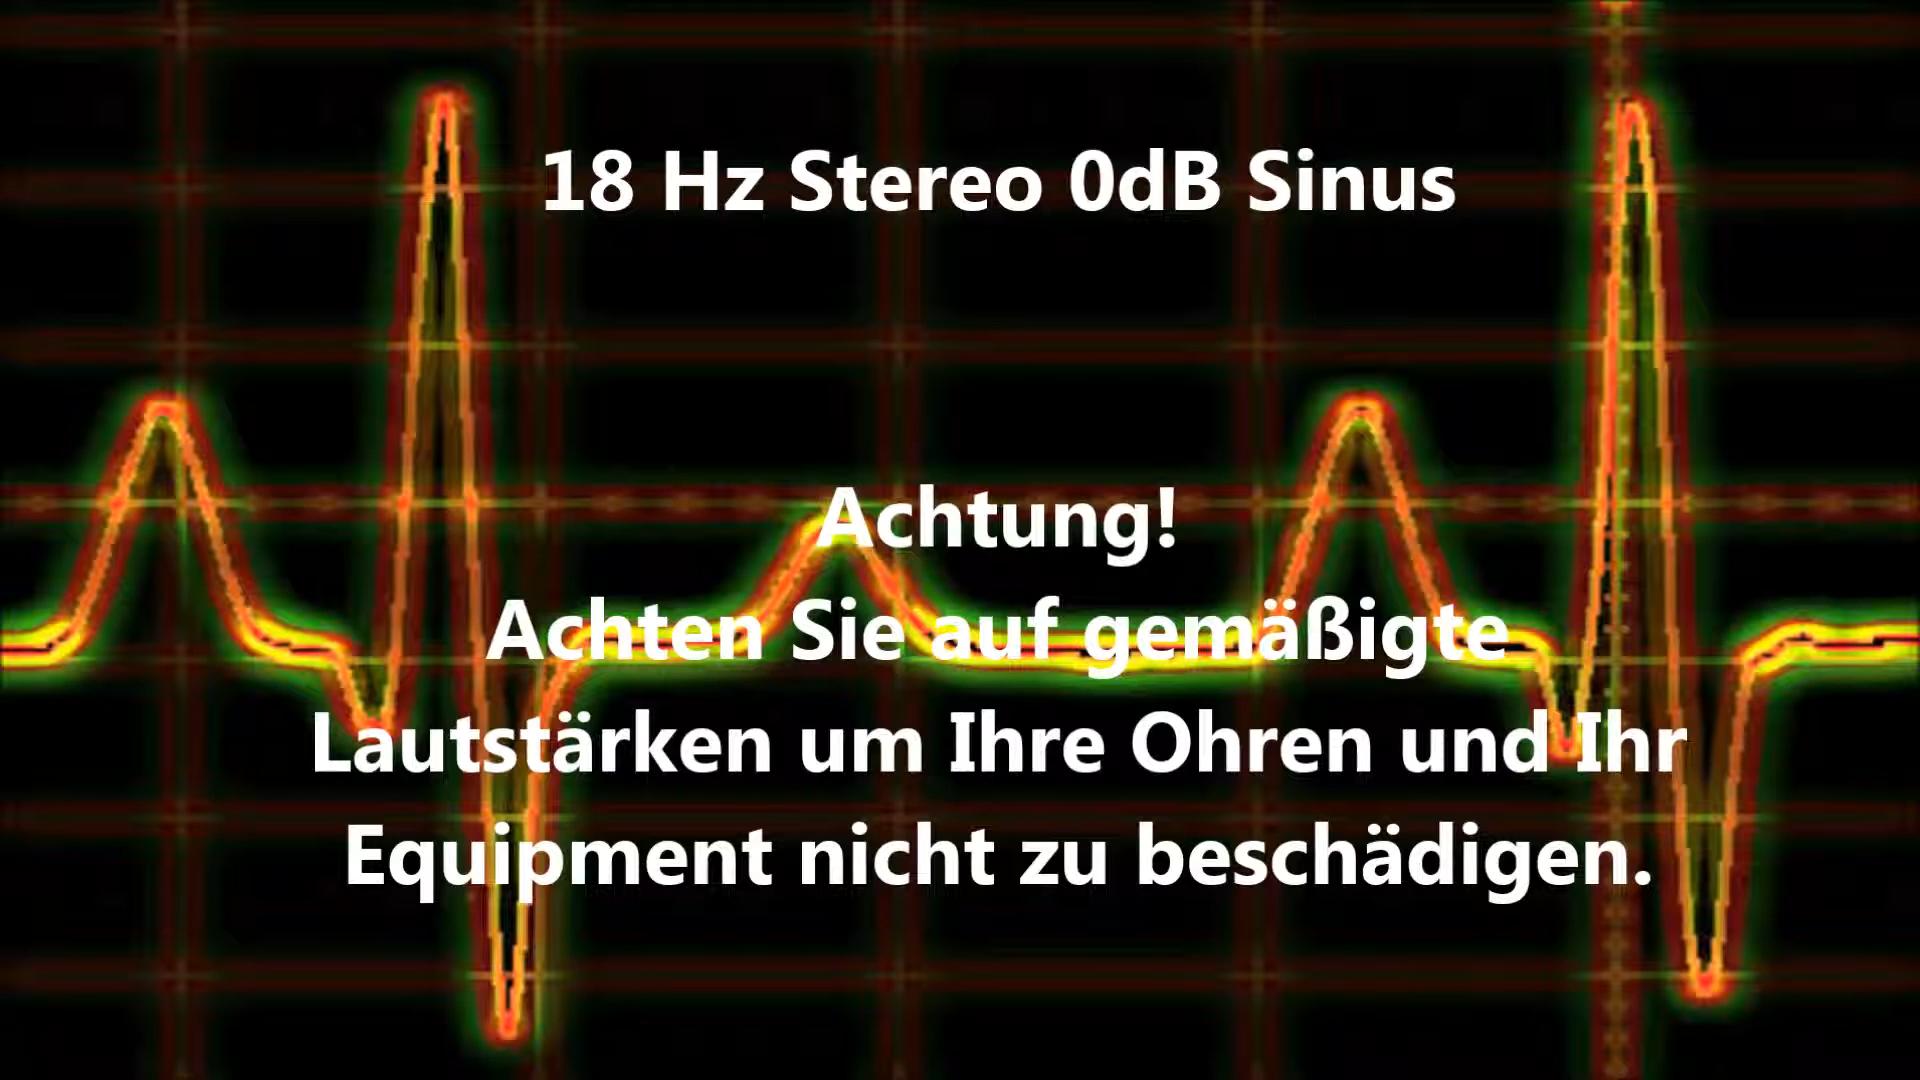 18 Hz Stereo 0dB Sinus
Achtung!
Achten Sie auf gemäßigte
Lautstärken um Ihre Ohren und Ihr
Equipment nicht zu beschädigen.